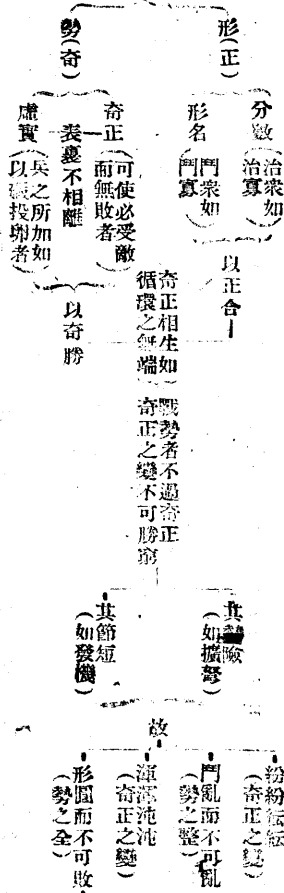 形(正)
分數
(治衆如
治寡)
形名
(鬥衆如
鬥寡)
以正合
勢(奇)
奇正
(可使必受敵
而無敗者)
表裏不相離
虛實
(兵之所加如
以碬投卵者)
以奇勝
奇正相生如
循環之無端
戰勢者不過奇正
奇正之變不可勝窮
其勢險
(如擴弩)
其節短
(如發機)
故
紛紛紜紜
(奇正之變)
鬥亂而不可亂
(勢之整)
渾渾沌沌
(奇正之變)
形圓而不可敗
(勢之全)